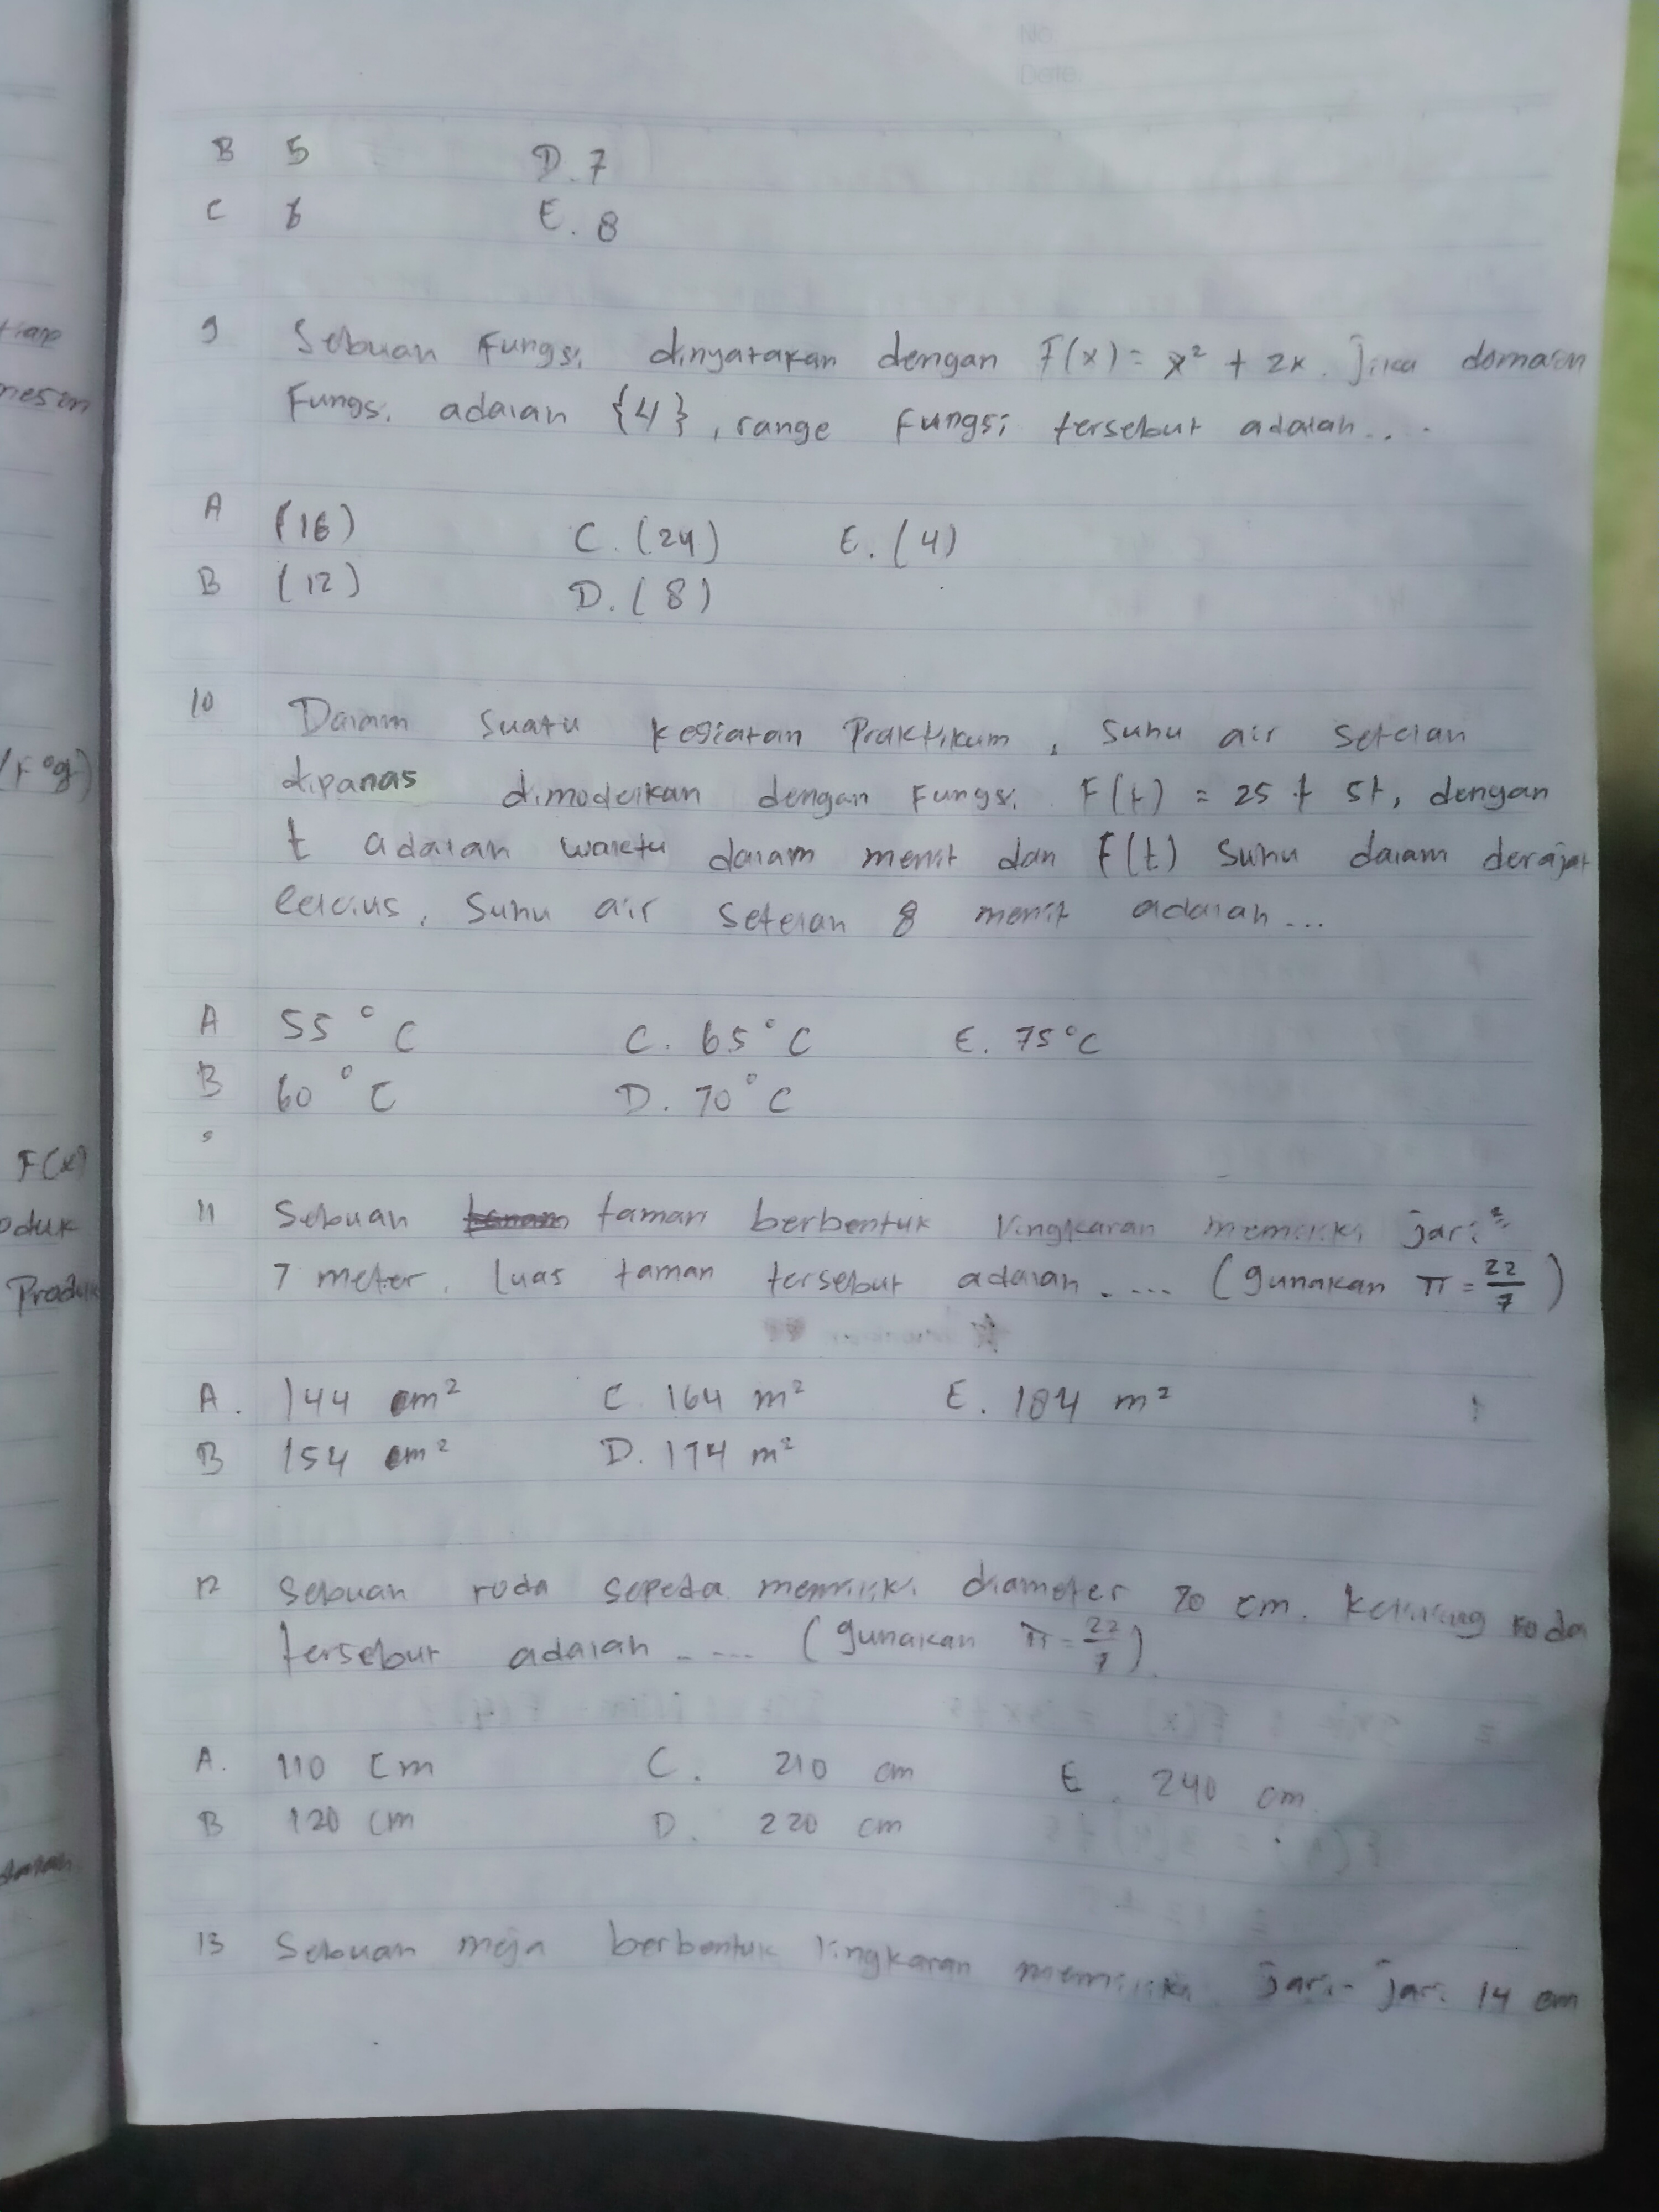 No
Date
B 5 D. 7
C 6 E. 8
9 Sebuah Fungsi dinyatakan dengan F(x) = x² + 2x. Jika domain
Fungsi adalah {4}, range Fungsi tersebut adalah...
A (16) C. (24) E. (4)
B (12) D. (8)
10 Dalam suatu kegiatan Praktikum, suhu air setelah
dipanas dimodelkan dengan Fungsi F(t) = 25 + 5t, dengan
t adalah waktu dalam menit dan F(t) suhu dalam derajat
celcius, suhu air setelah 8 menit adalah...
A 55 °C C. 65 °C E. 75 °C
B 60 °C D. 70 °C
11 Sebuah taman berbentuk lingkaran memiliki jari²
7 meter. luas taman tersebut adalah .... (gunakan π = 22/7)
A. 144 m² C 164 m² E. 184 m²
B 154 m² D. 174 m²
12 Sebuah roda sepeda memiliki diameter 70 cm. keliling roda
tersebut adalah .... (gunakan π = 22/7)
A. 110 cm C. 210 cm E. 240 cm
B 120 cm D. 220 cm
13 Sebuah meja berbentuk lingkaran memiliki jari-jari 14 cm
tiap
mesin
(F°g)
F(x)
oduk
Produk